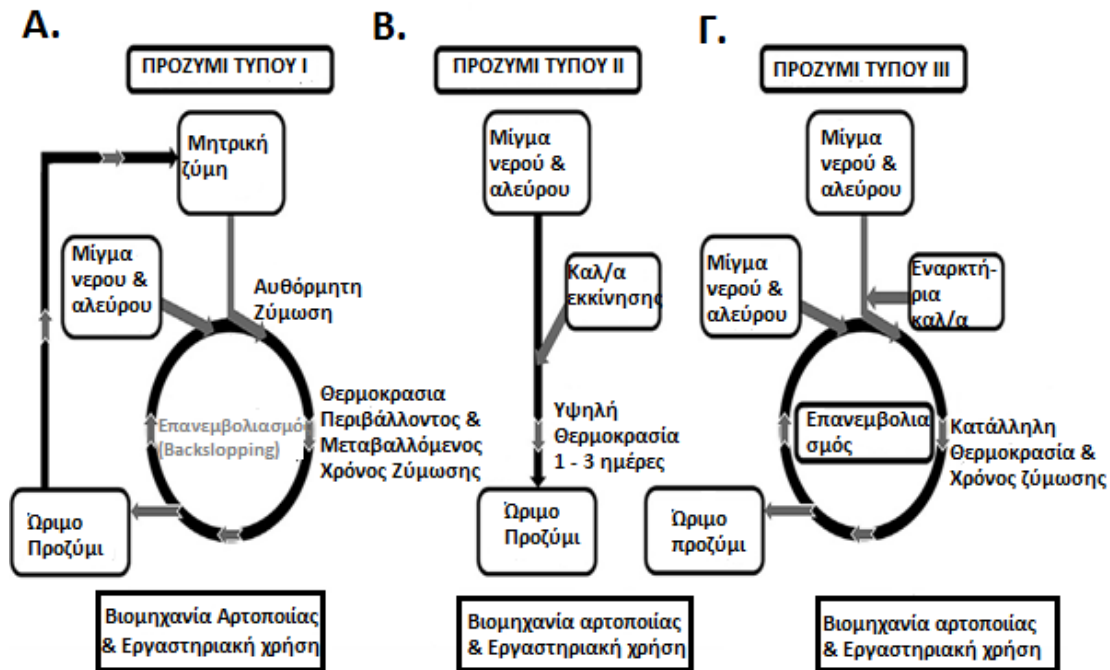 Α.
ΠΡΟΖΥΜΙ ΤΥΠΟΥ Ι
Μητρική
ζύμη
Μίγμα
νερου &
αλεύρου
Αυθόρμητη
Ζύμωση
Επανεμβολιασμό
(Backslopping)
Θερμοκρασια
Περιβάλλοντος &
Μεταβαλλόμενος
Χρόνος Ζύμωσης
Ώριμο
Προζύμι
Βιομηχανία Αρτοποιίας
& Εργαστηριακή χρήση
Β.
ΠΡΟΖΥΜΙ ΤΥΠΟΥ ΙΙ
Μίγμα
νερού &
αλεύρου
Καλ/α
εκκίνησης
Υψηλή
Θερμοκρασία
1 - 3 ημέρες
Ώριμο
Προζύμι
Βιομηχανία αρτοποιίας
& Εργαστηριακή χρήση
Γ.
ΠΡΟΖΥΜΙ ΤΥΠΟΥ ΙΙΙ
Μίγμα
νερού &
αλεύρου
Μίγμα
νερού &
αλεύρου
Εναρκτή-
ρια
καλ/α
Επανεμβολια
σμός
Κατάλληλη
Θερμοκρασία &
Χρόνος ζύμωσης
Ώριμο
προζύμι
Βιομηχανία αρτοποιίας
& Εργαστηριακή χρήση